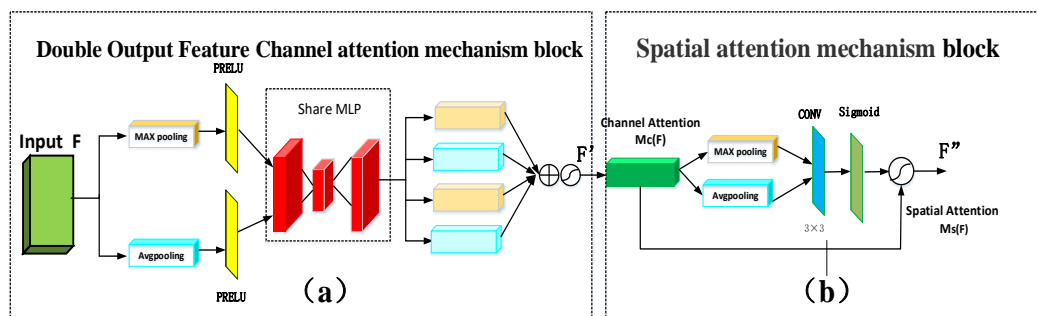 Double Output Feature Channel attention mechanism block
PRELU
Share MLP
Input F
MAX pooling
Avgpooling
PRELU
F'
(a)
Spatial attention mechanism block
Channel Attention
Mc(F)
CONV
Sigmoid
MAX pooling
Avgpooling
F”
3×3
Spatial Attention
Ms(F)
(b)